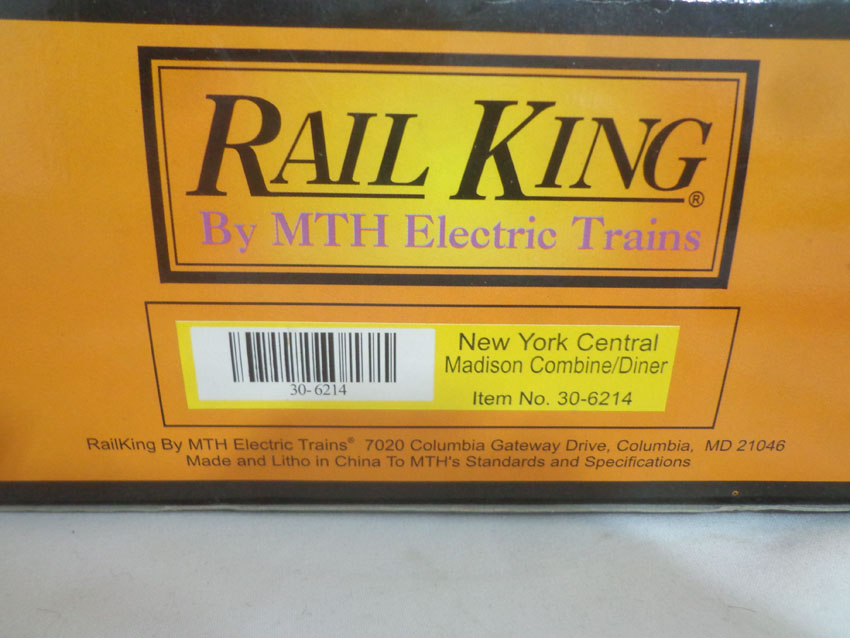 RAIL KING®
By MTH Electric Trains
30-6214
New York Central
Madison Combine/Diner
Item No. 30-6214
RailKing By MTH Electric Trains® 7020 Columbia Gateway Drive, Columbia, MD 21046
Made and Litho in China To MTH's Standards and Specifications